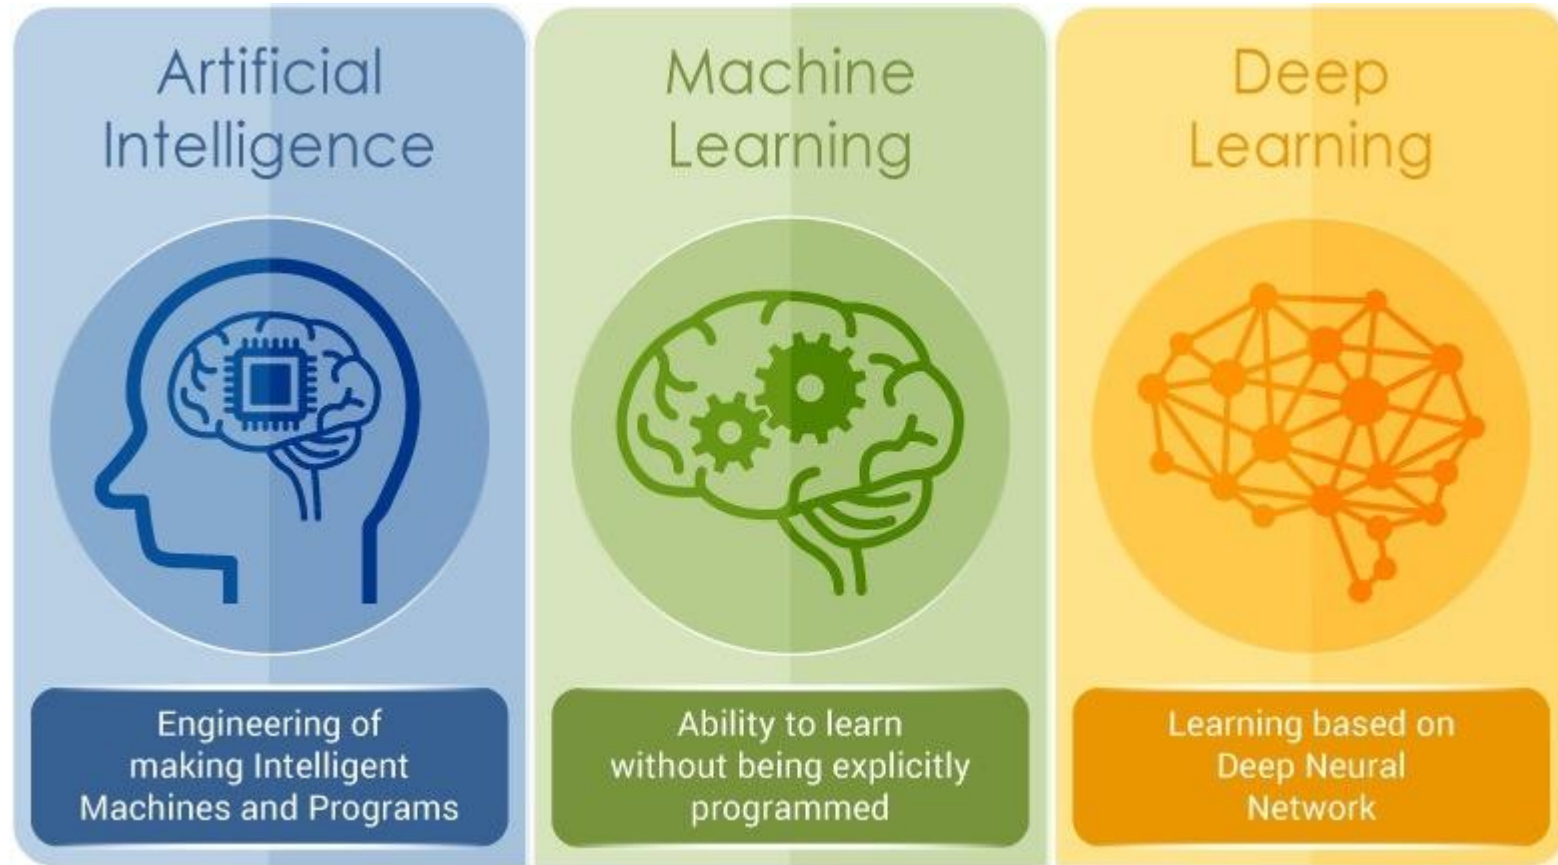 Artificial
Intelligence
Engineering of
making Intelligent
Machines and Programs
Machine
Learning
Ability to learn
without being explicitly
programmed
Deep
Learning
Learning based on
Deep Neural
Network